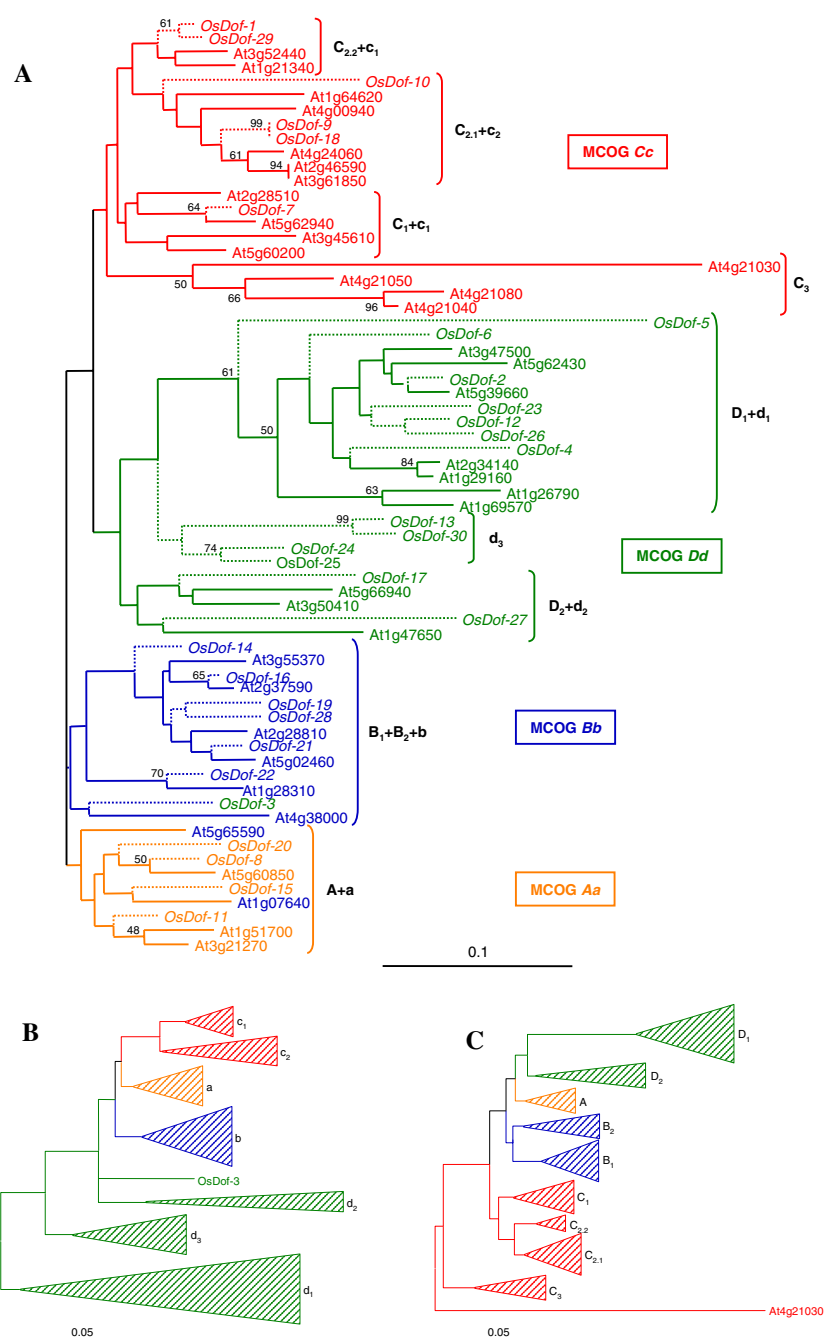 A
61
OsDof-1
OsDof-29
At3g52440
At1g21340
C2.2+c1
OsDof-10
At1g64620
At4g00940
99
OsDof-9
OsDof-18
61
At4g24060
94
At2g46590
At3g61850
C2.1+c2
MCOG Cc
At2g28510
64
OsDof-7
At5g62940
At3g45610
At5g60200
C1+c1
At4g21030
50
At4g21050
66
At4g21080
96
At4g21040
C3
OsDof-5
OsDof-6
At3g47500
At5g62430
61
OsDof-2
At5g39660
OsDof-23
OsDof-12
50
OsDof-26
OsDof-4
84
At2g34140
At1g29160
63
At1g26790
At1g69570
D1+d1
99
OsDof-13
OsDof-30
74
OsDof-24
OsDof-25
d3
MCOG Dd
OsDof-17
At5g66940
At3g50410
OsDof-27
At1g47650
D2+d2
OsDof-14
At3g55370
65
OsDof-16
At2g37590
OsDof-19
OsDof-28
At2g28810
OsDof-21
At5g02460
70
OsDof-22
At1g28310
OsDof-3
At4g38000
B1+B2+b
MCOG Bb
At5g65590
OsDof-20
50
OsDof-8
At5g60850
OsDof-15
At1g07640
OsDof-11
48
At1g51700
At3g21270
A+a
MCOG Aa
0.1
B
c1
c2
a
b
OsDof-3
d2
d3
d1
0.05
C
D1
D2
A
B2
B1
C1
C2.2
C2.1
C3
At4g21030
0.05